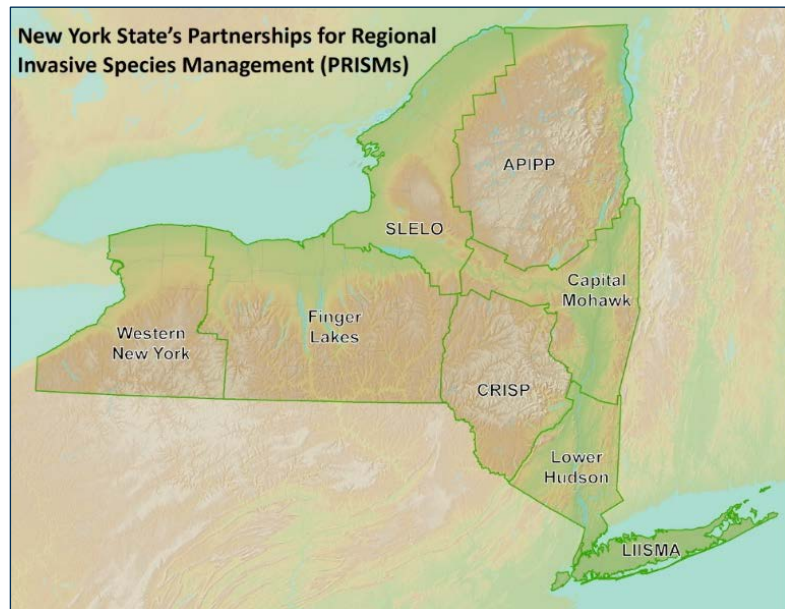 New York State's Partnerships for Regional
Invasive Species Management (PRISMs)
APIPP
SLELO
Capital
Mohawk
Finger
Lakes
Western
New York
CRISP
Lower
Hudson
LIISMA